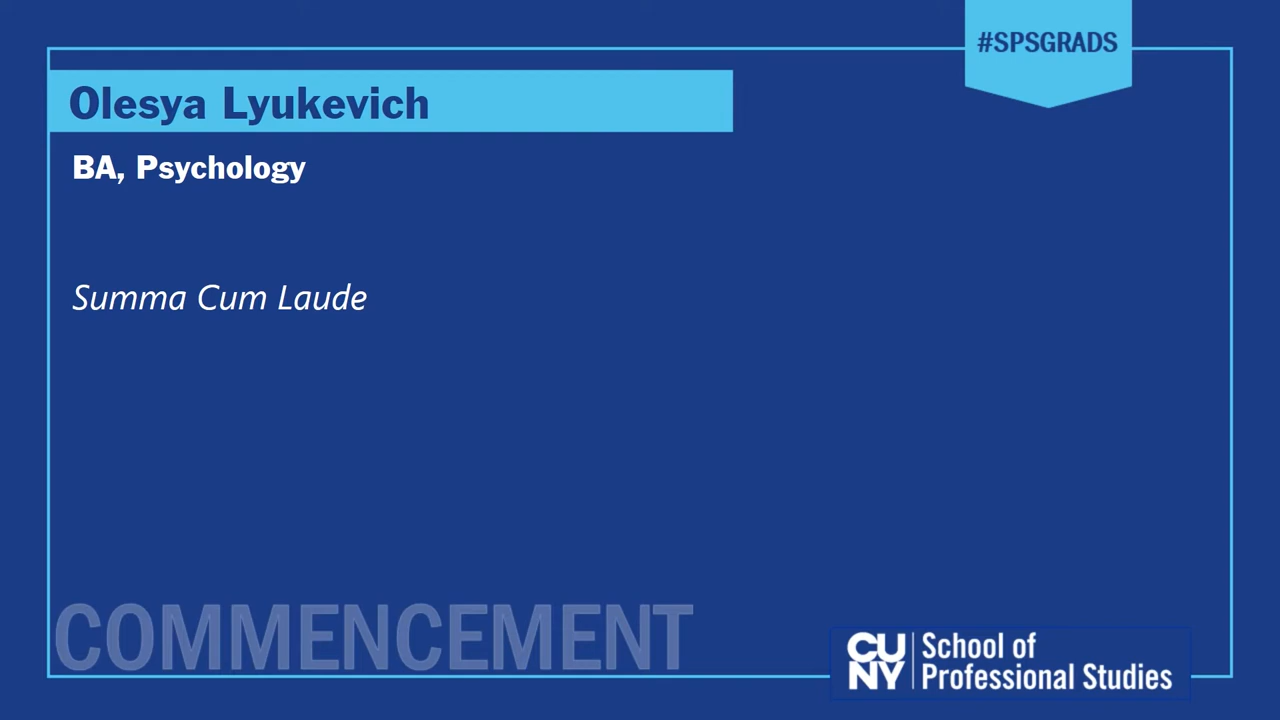 #SPSGRADS
Olesya Lyukevich
BA, Psychology
Summa Cum Laude
COMMENCEMENT
CU
NY
School of
Professional Studies